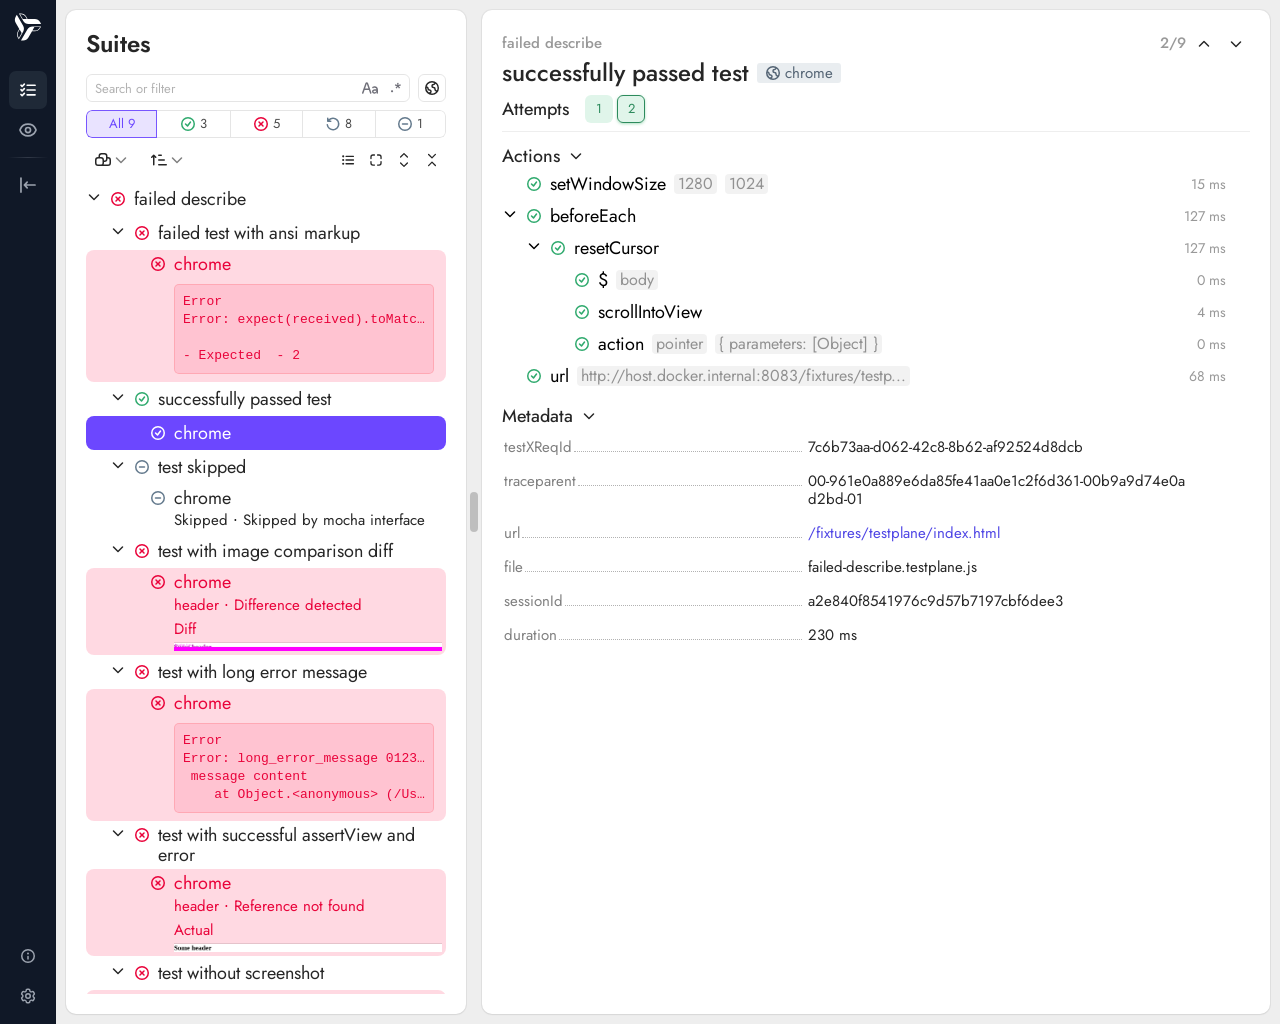 Suites
Search or filter
Aa
.*
All 9
3
5
8
1
failed describe
failed test with ansi markup
chrome
Error
Error: expect(received).toMatc…
- Expected  - 2
successfully passed test
chrome
test skipped
chrome
Skipped · Skipped by mocha interface
test with image comparison diff
chrome
header · Difference detected
Diff
test with long error message
chrome
Error
Error: long_error_message 0123…
message content
at Object.<anonymous> (/Us…
test with successful assertView and
error
chrome
header · Reference not found
Actual
Some header
test without screenshot
failed describe
2/9
successfully passed test
chrome
Attempts
1
2
Actions
setWindowSize 1280 1024
15 ms
beforeEach
127 ms
resetCursor
127 ms
$ body
0 ms
scrollIntoView
4 ms
action pointer { parameters: [Object] }
0 ms
url http://host.docker.internal:8083/fixtures/testp...
68 ms
Metadata
testXReqId
7c6b73aa-d062-42c8-8b62-af92524d8dcb
traceparent
00-961e0a889e6da85fe41aa0e1c2f6d361-00b9a9d74e0a
d2bd-01
url
/fixtures/testplane/index.html
file
failed-describe.testplane.js
sessionId
a2e840f8541976c9d57b7197cbf6dee3
duration
230 ms